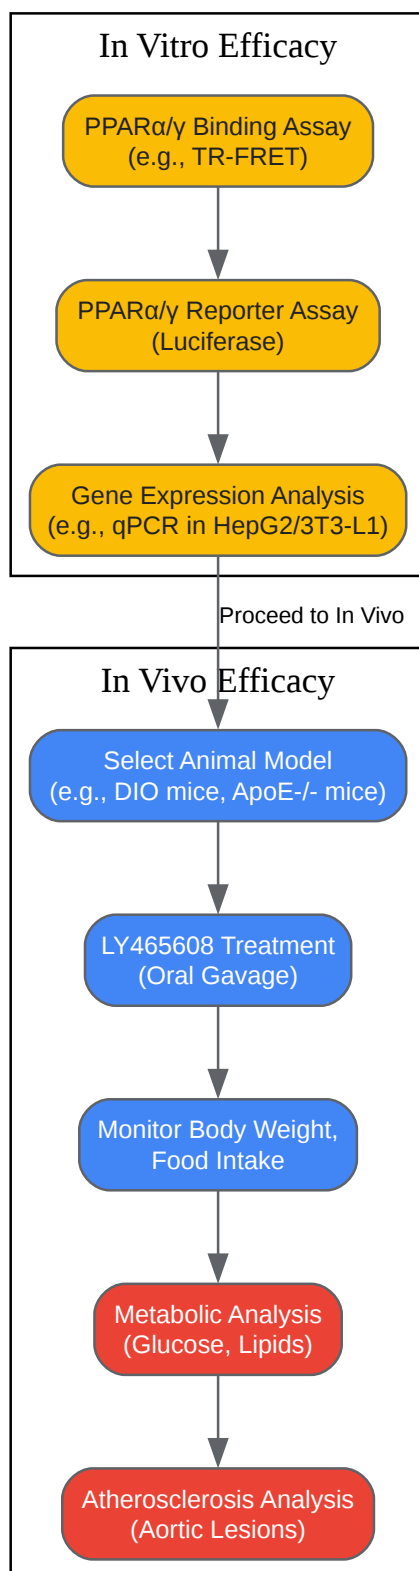 In Vitro Efficacy
PPARα/γ Binding Assay
(e.g., TR-FRET)
PPARα/γ Reporter Assay
(Luciferase)
Gene Expression Analysis
(e.g., qPCR in HepG2/3T3-L1)
Proceed to In Vivo
In Vivo Efficacy
Select Animal Model
(e.g., DIO mice, ApoE-/- mice)
LY465608 Treatment
(Oral Gavage)
Monitor Body Weight,
Food Intake
Metabolic Analysis
(Glucose, Lipids)
Atherosclerosis Analysis
(Aortic Lesions)